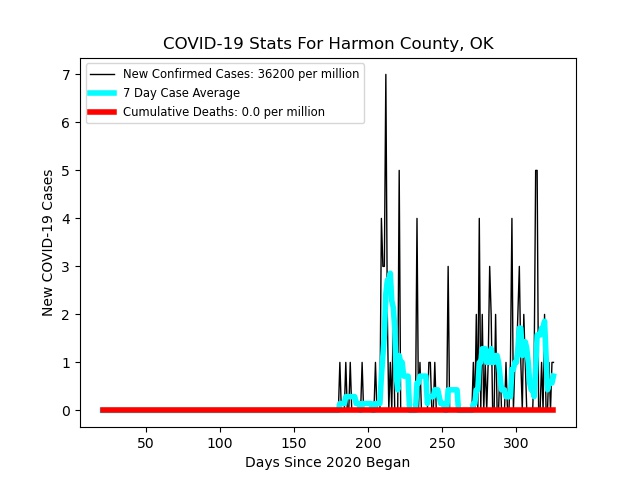 COVID-19 Stats For Harmon County, OK
New Confirmed Cases: 36200 per million
7 Day Case Average
Cumulative Deaths: 0.0 per million
New COVID-19 Cases
7
6
5
4
3
2
1
0
50 100 150 200 250 300
Days Since 2020 Began